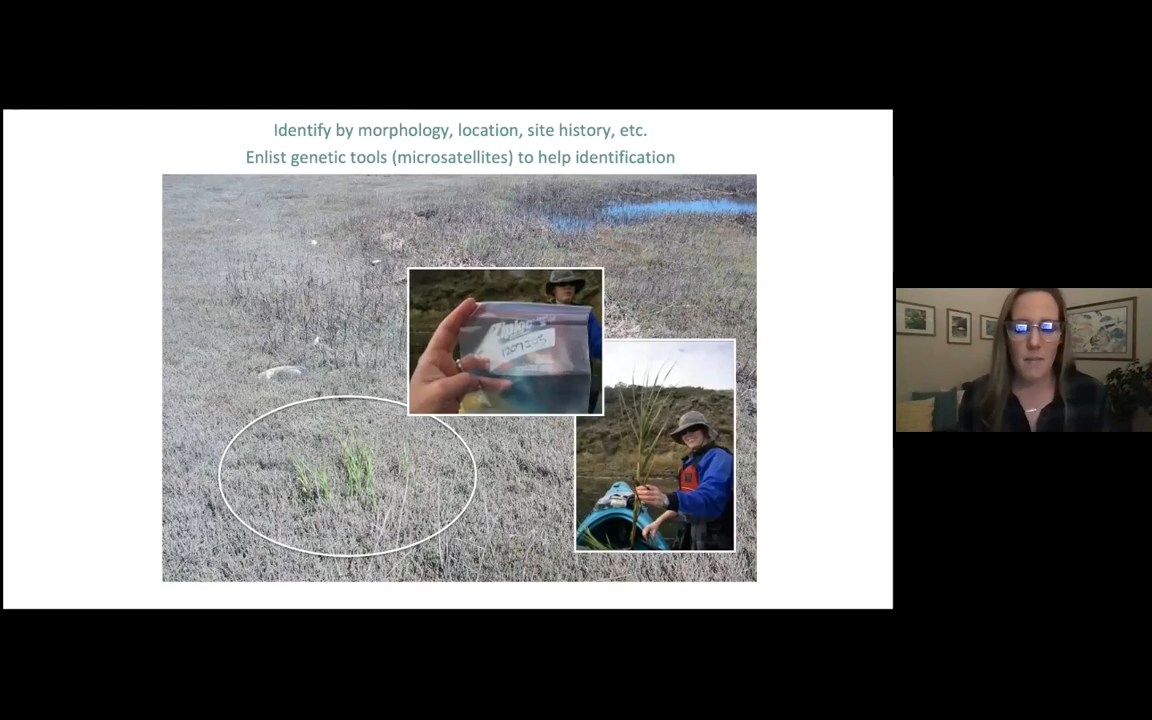 Identify by morphology, location, site history, etc.
Enlist genetic tools (microsatellites) to help identification
Ziploc